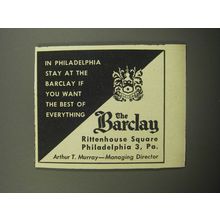 IN PHILADELPHIA
STAY AT THE
BARCLAY IF
YOU WANT
THE BEST OF
EVERYTHING
The
Barclay
Rittenhouse Square
Philadelphia 3, Pa.
Arthur T. Murray—Managing Director